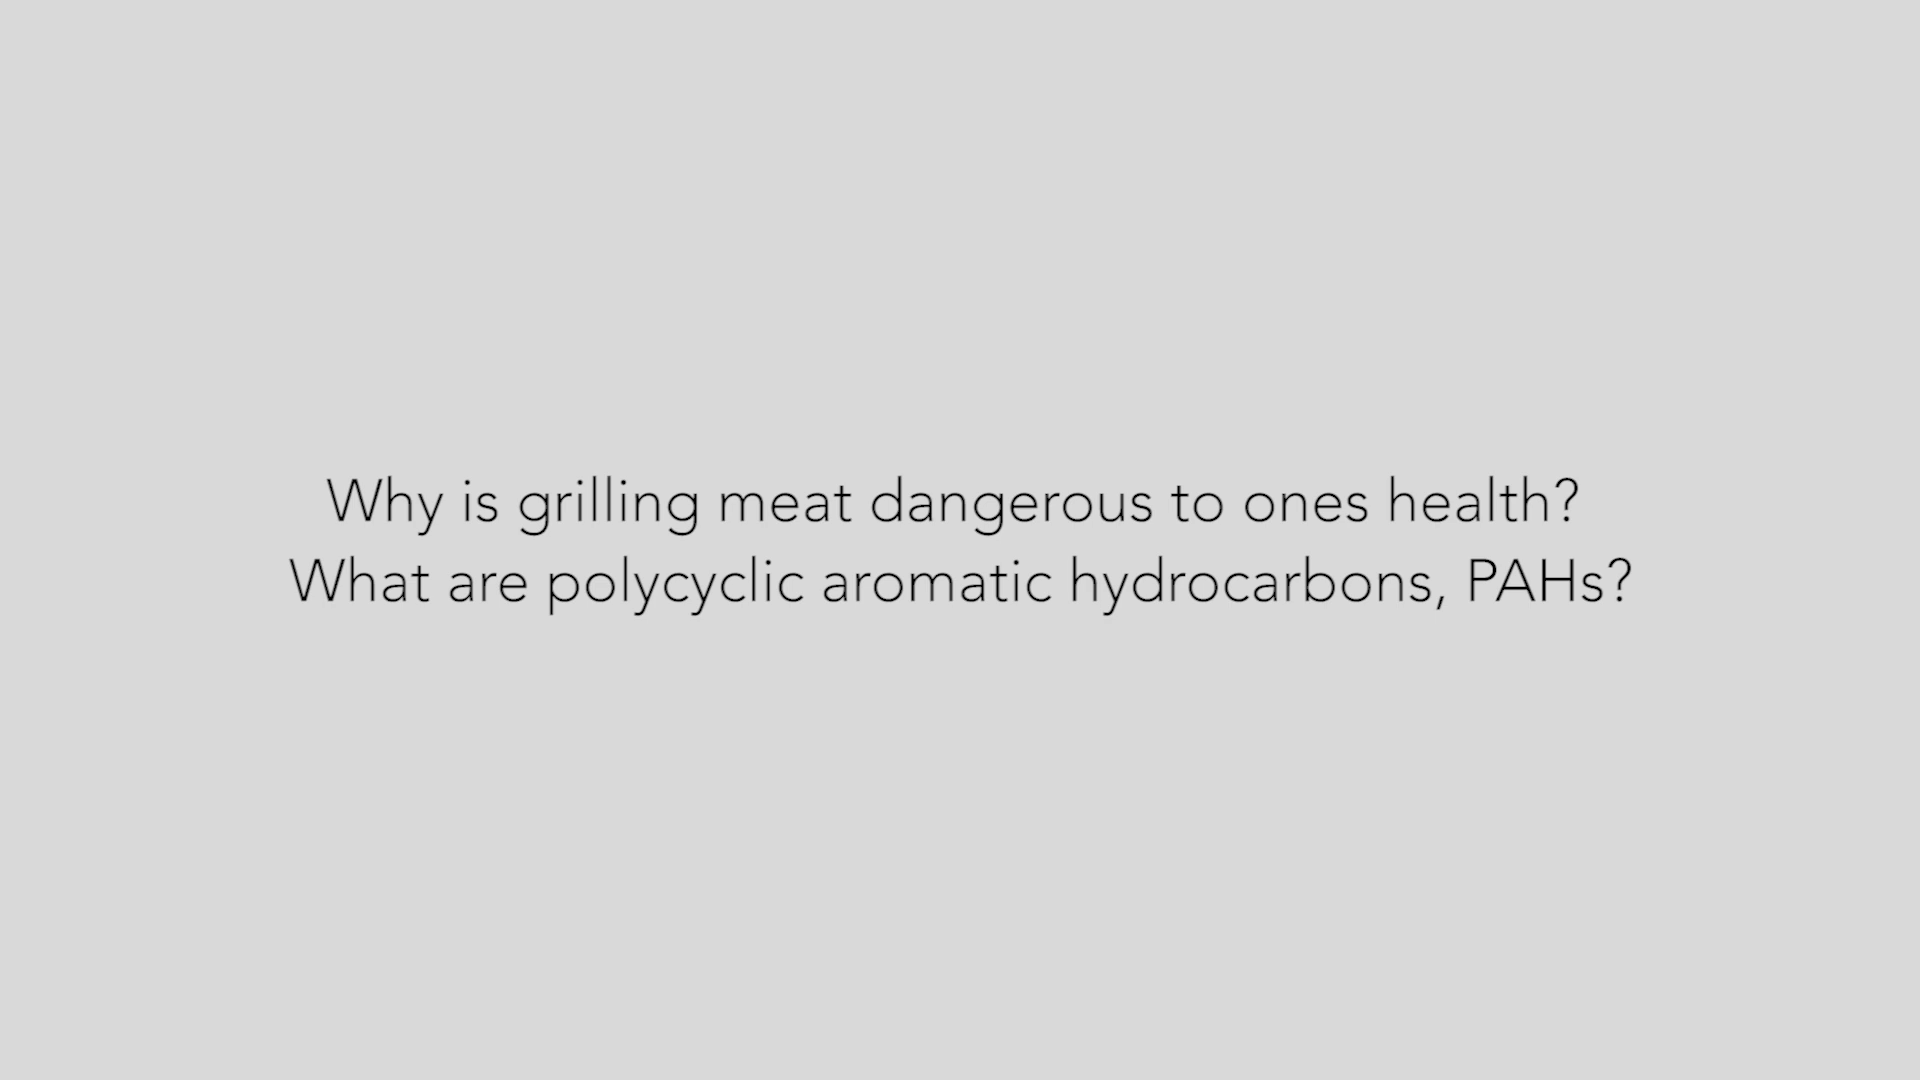 Why is grilling meat dangerous to ones health?
What are polycyclic aromatic hydrocarbons, PAHs?